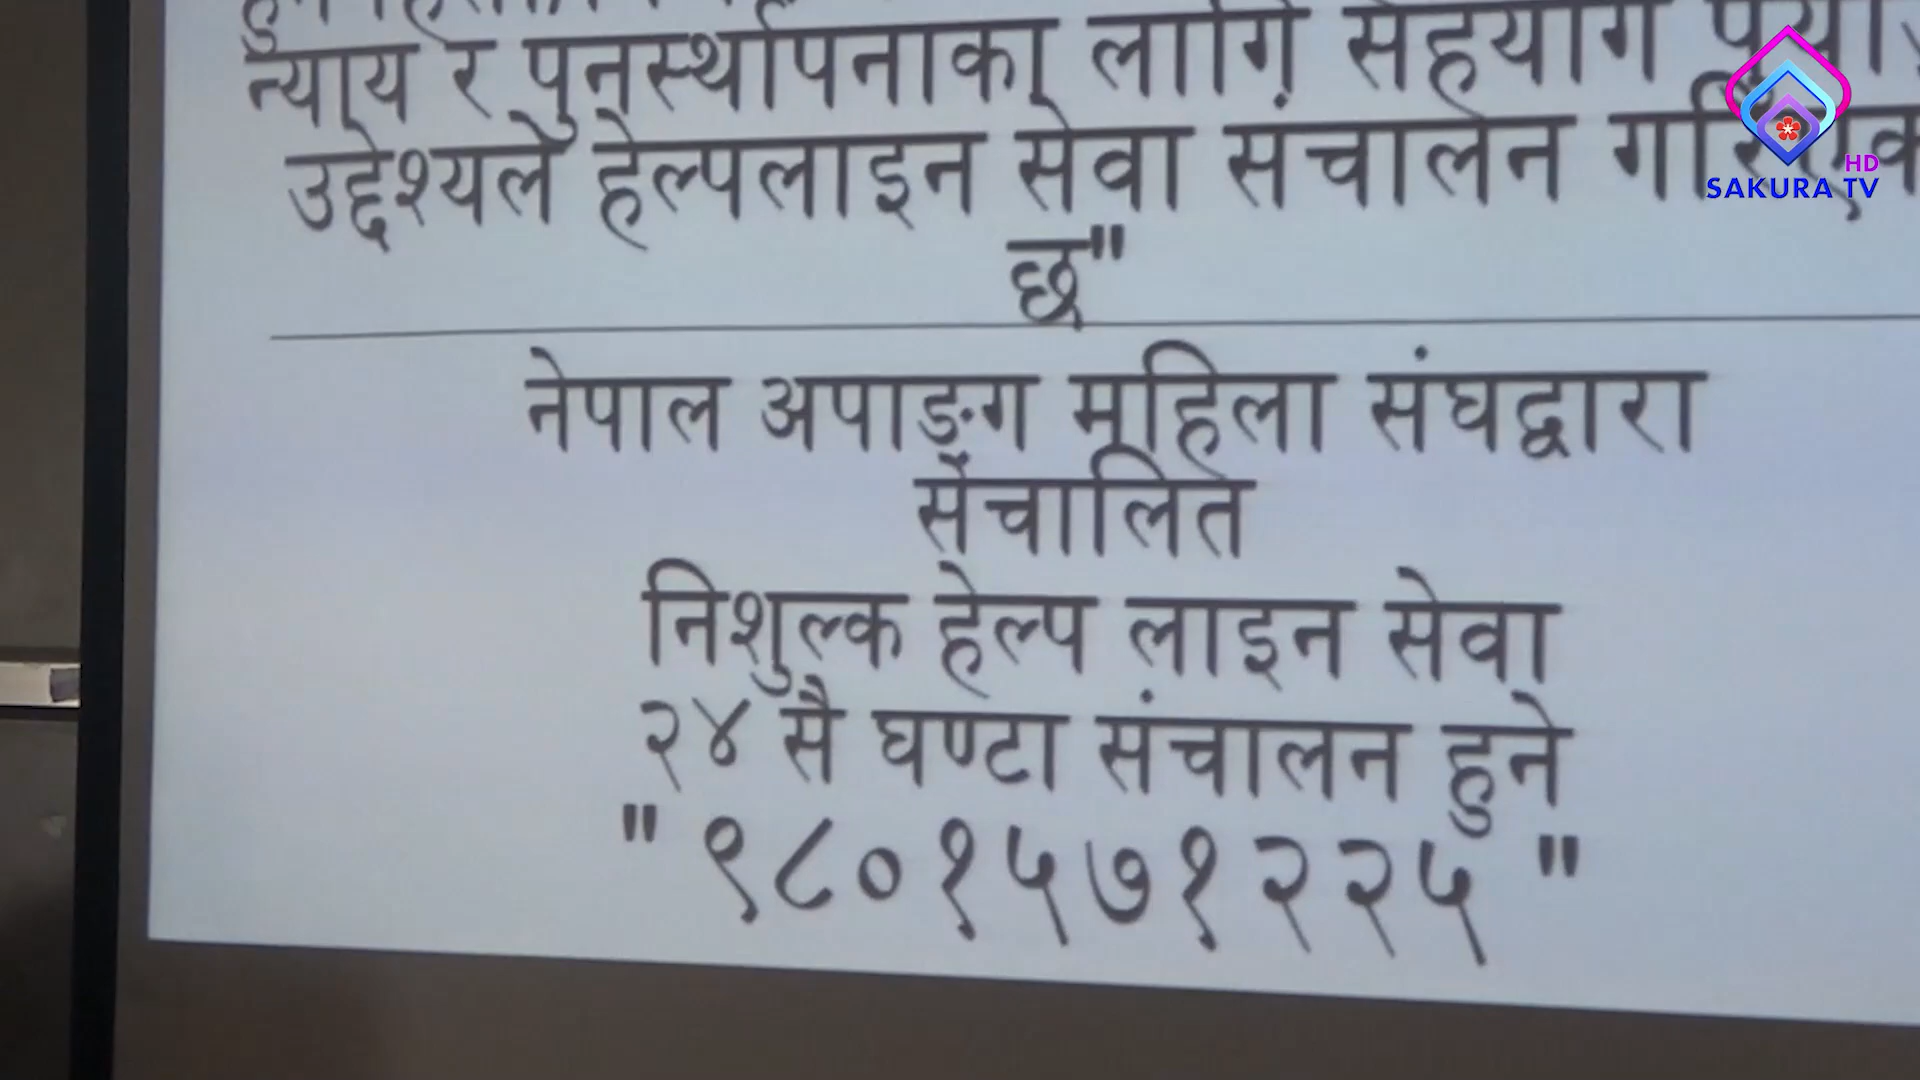 न्याय र पुनर्स्थापनाका लागि सहयोग
उद्देश्यले हेल्पलाइन सेवा संचालन
छ"
नेपाल अपाङ्ग महिला संघद्वारा
संचालित
निशुल्क हेल्प लाइन सेवा
२४ सै घण्टा संचालन हुने
" ९८०१५७१२२५ "
HD
SAKURA TV